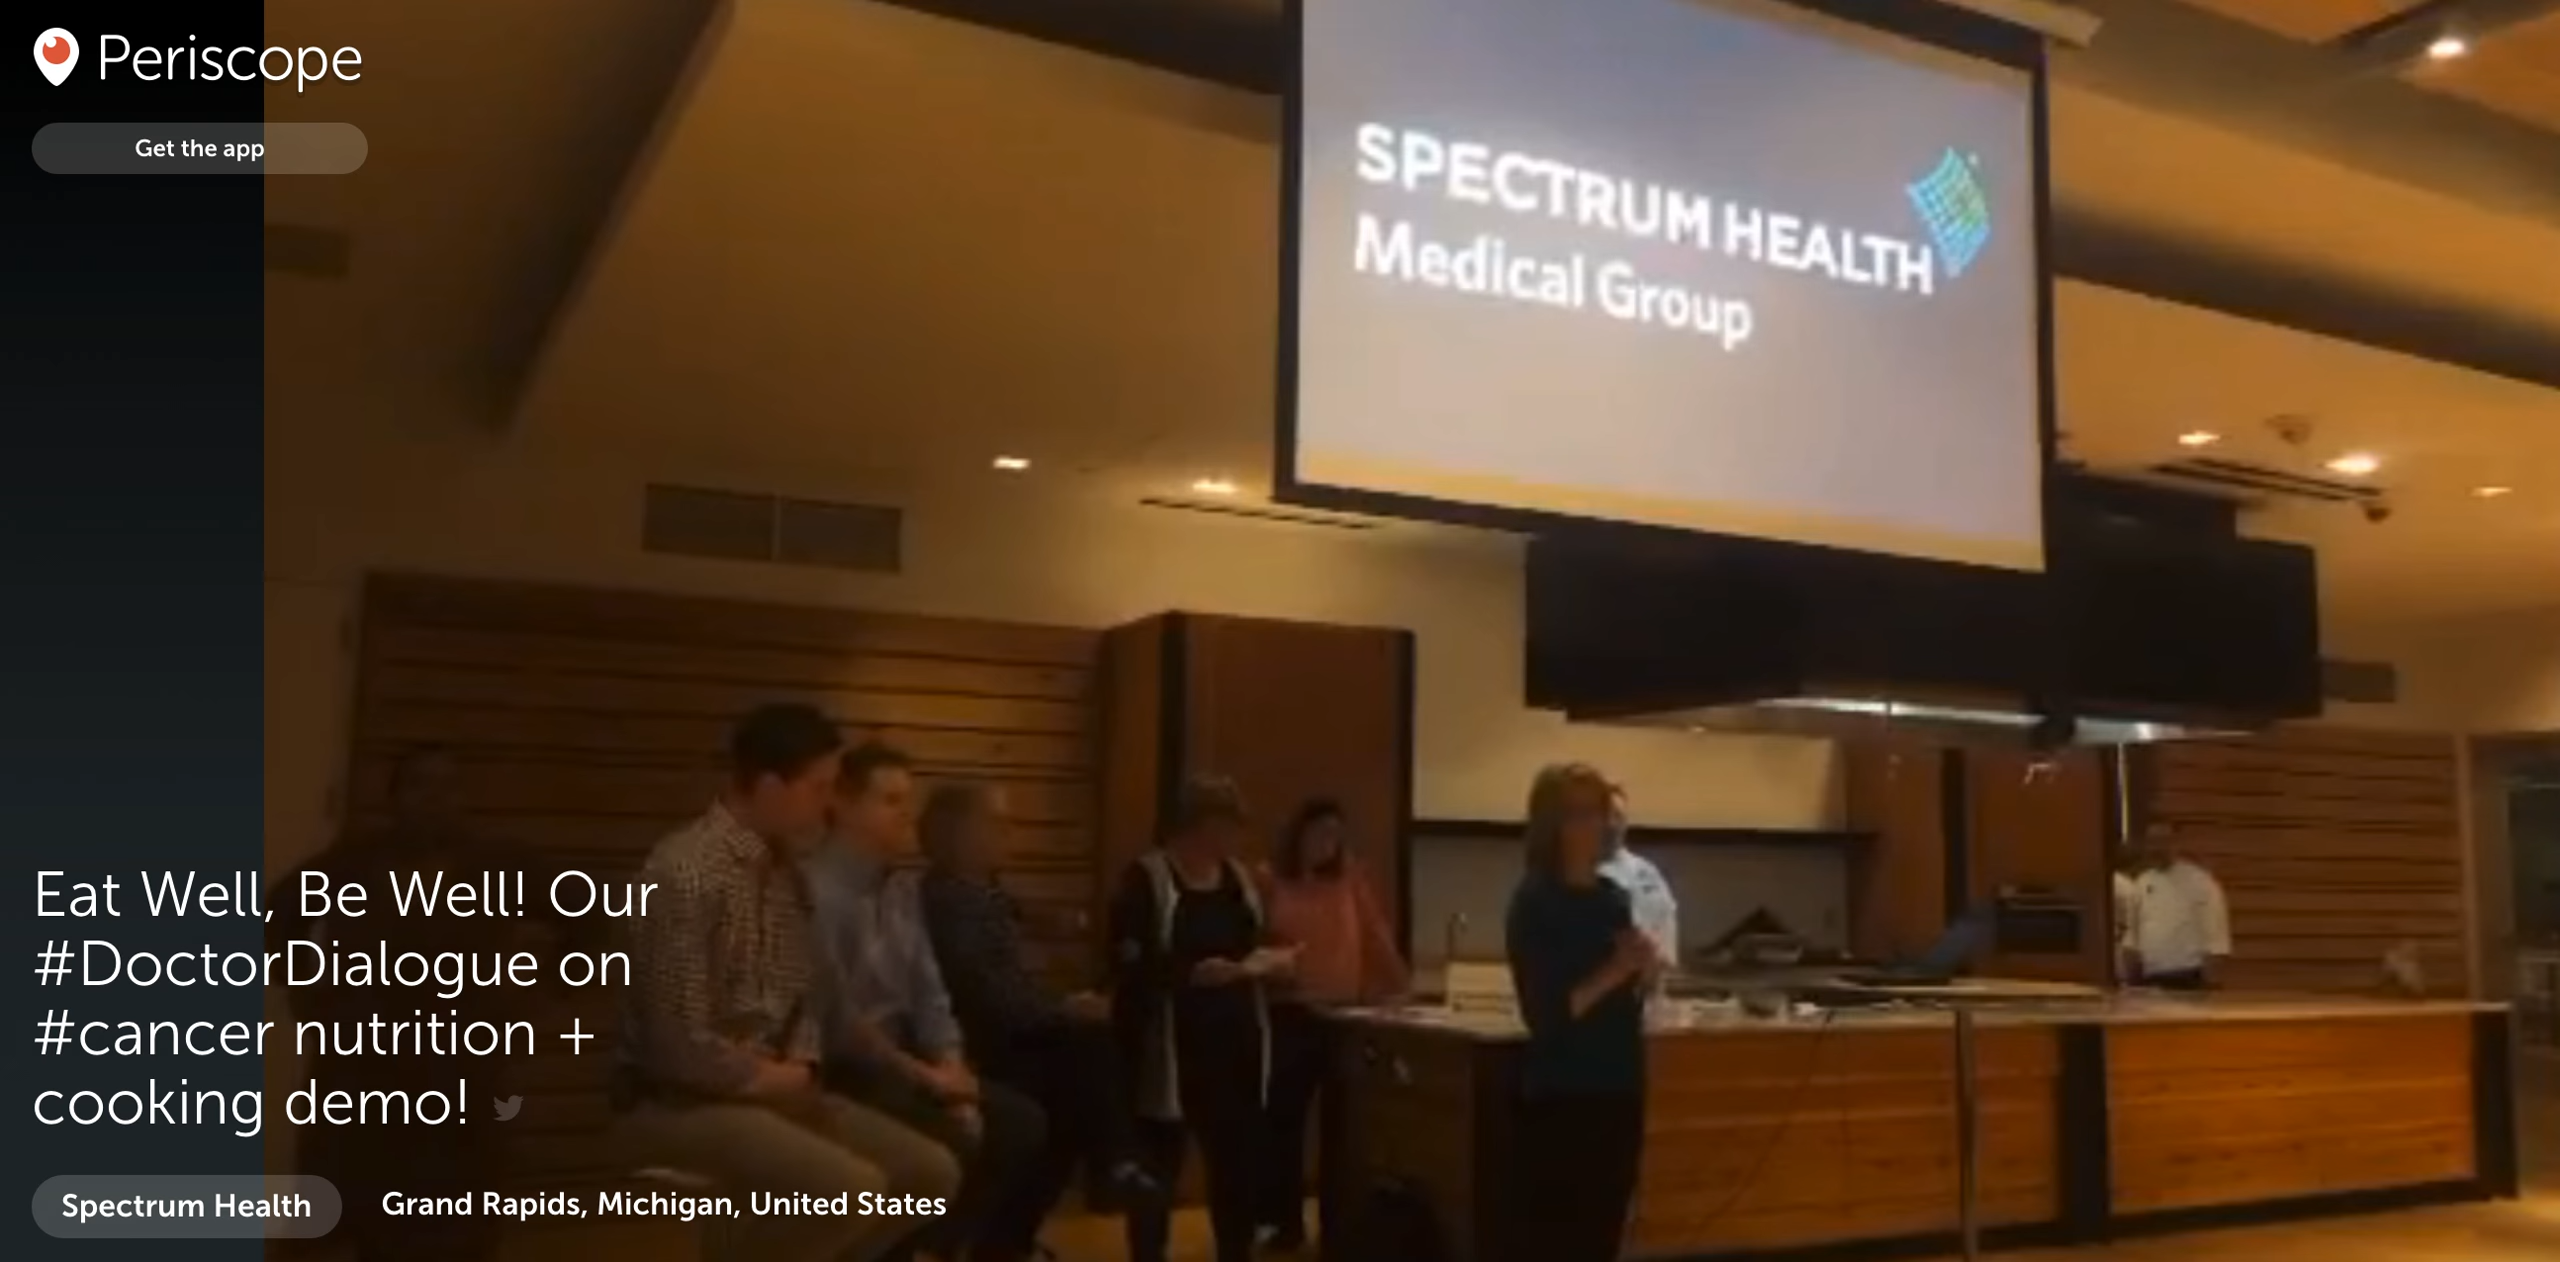 Periscope
Get the app
SPECTRUM HEALTH
Medical Group
Eat Well, Be Well! Our
#DoctorDialogue on
#cancer nutrition +
cooking demo!
Spectrum Health
Grand Rapids, Michigan, United States